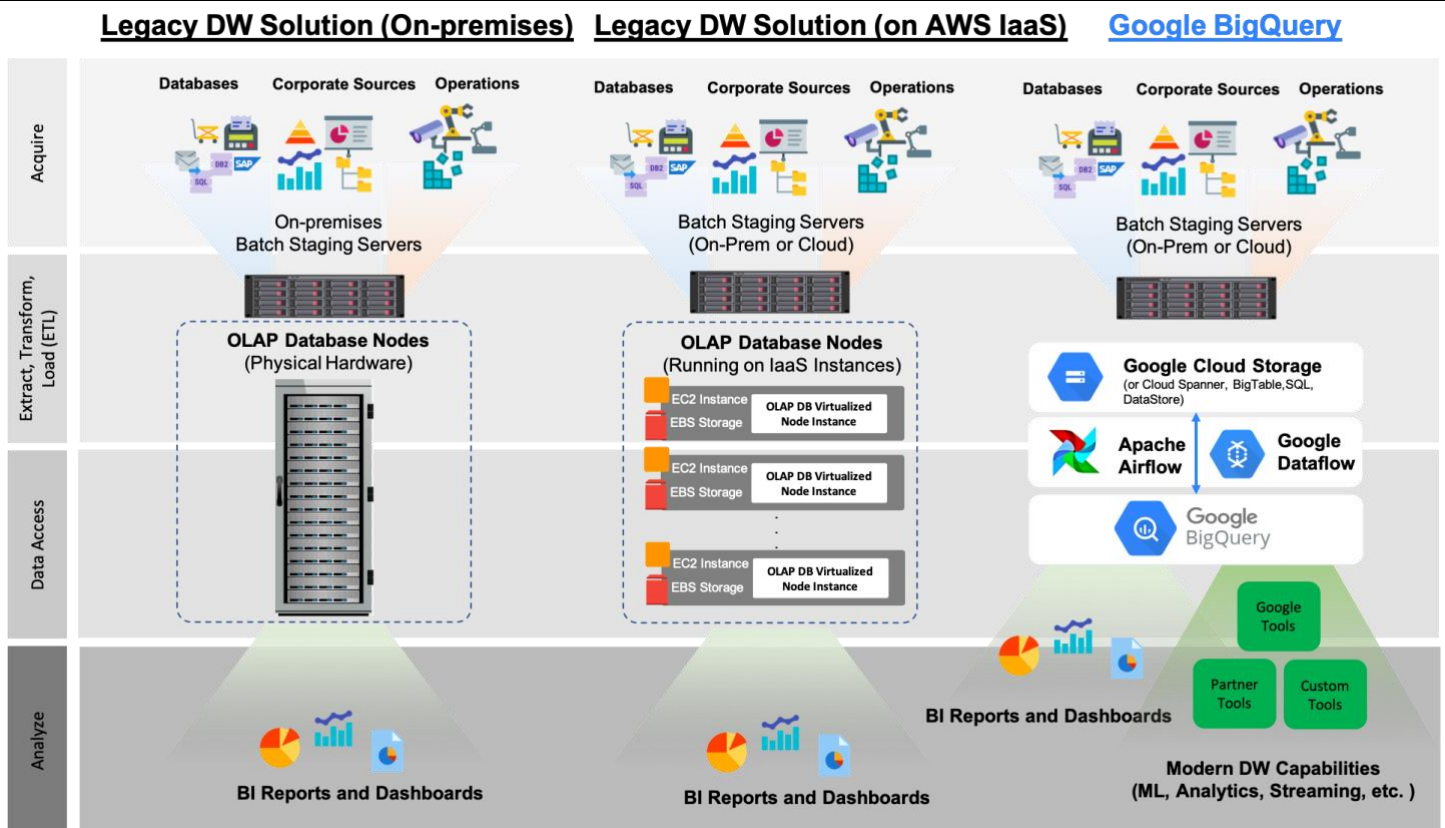 Legacy DW Solution (On-premises)
Legacy DW Solution (on AWS IaaS)
Google BigQuery
Acquire
Databases
Corporate Sources
Operations
DB2
SAP
SQL
On-premises
Batch Staging Servers
Databases
Corporate Sources
Operations
DB2
SAP
SQL
Batch Staging Servers
(On-Prem or Cloud)
Databases
Corporate Sources
Operations
DB2
SAP
SQL
Batch Staging Servers
(On-Prem or Cloud)
Extract, Transform,
Load (ETL)
Data Access
OLAP Database Nodes
(Physical Hardware)
OLAP Database Nodes
(Running on IaaS Instances)
EC2 Instance
EBS Storage
OLAP DB Virtualized
Node Instance
EC2 Instance
EBS Storage
OLAP DB Virtualized
Node Instance
.
.
.
EC2 Instance
EBS Storage
OLAP DB Virtualized
Node Instance
Google Cloud Storage
(or Cloud Spanner, BigTable,SQL,
DataStore)
Apache
Airflow
Google
Dataflow
Google
BigQuery
Analyze
BI Reports and Dashboards
BI Reports and Dashboards
BI Reports and Dashboards
Google
Tools
Partner
Tools
Custom
Tools
Modern DW Capabilities
(ML, Analytics, Streaming, etc. )